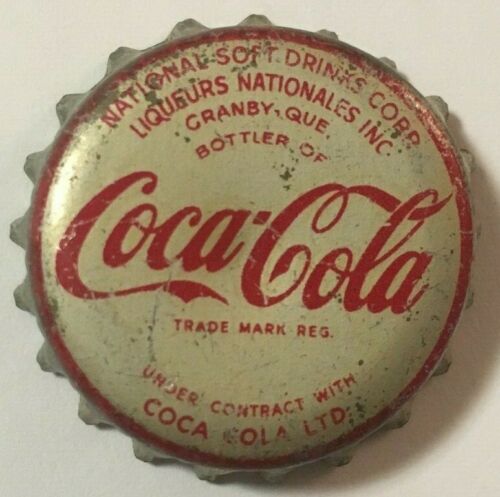 NATIONAL SOFT DRINKS CORP.
LIQUEURS NATIONALES INC.
GRANBY, QUE
BOTTLER OF
Coca-Cola
TRADE MARK REG.
UNDER CONTRACT WITH
COCA COLA LTD.